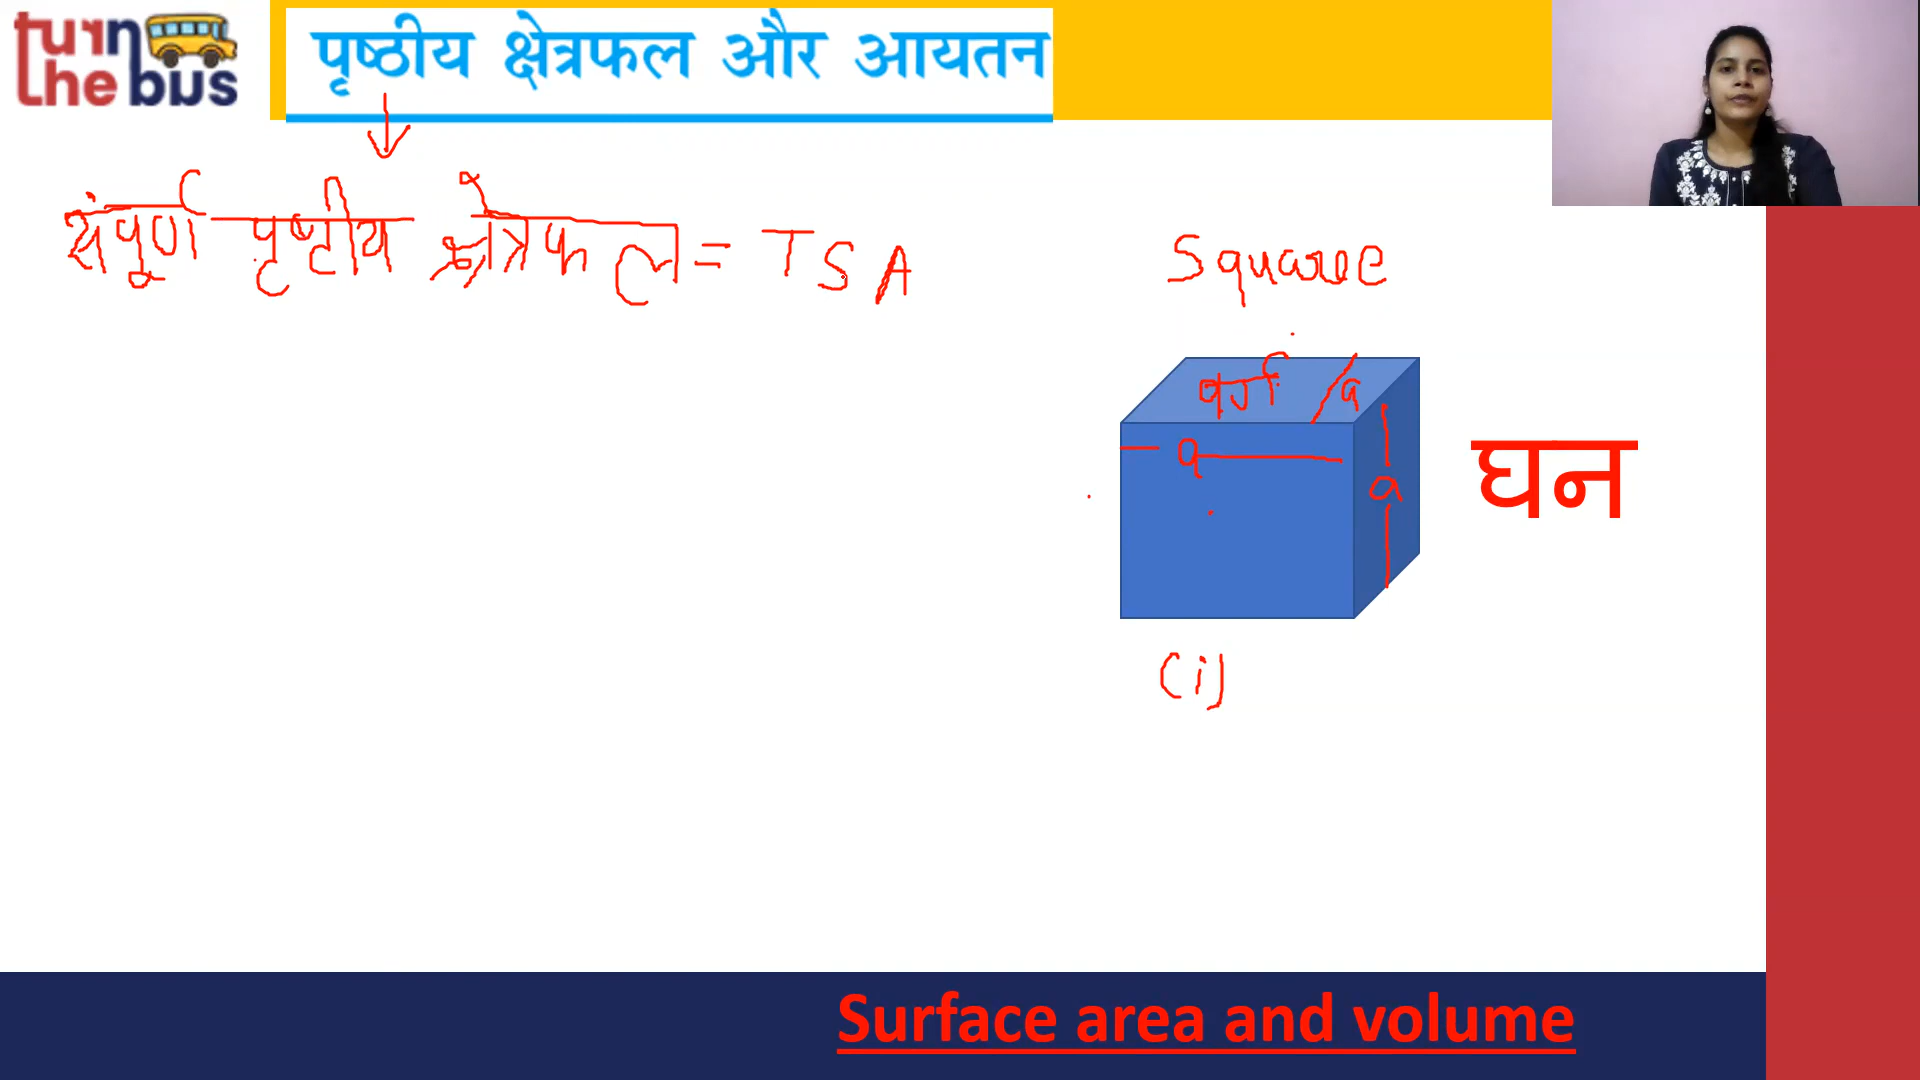 turn
the bus
पृष्ठीय क्षेत्रफल और आयतन
संपूर्ण पृष्ठीय क्षेत्रफल = TSA
Square
वर्ग a
a
a
घन
(i)
Surface area and volume